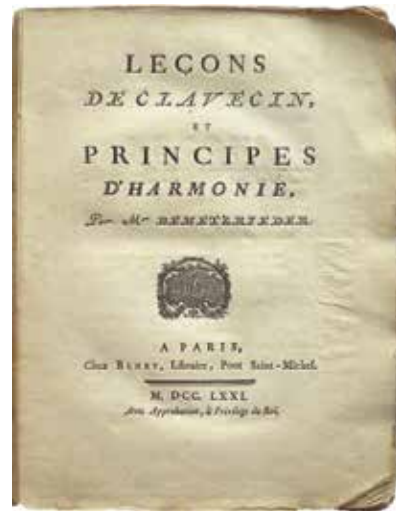 LEÇONS
DE CLAVECIN,
ET
PRINCIPES
D'HARMONIE,
Par Mr BEMETZRIEDER.
A PARIS,
Chez BLUET, Libraire, Pont Saint-Michel.
M. DCC. LXXI.
Avec Approbation, & Privilege du Roi.